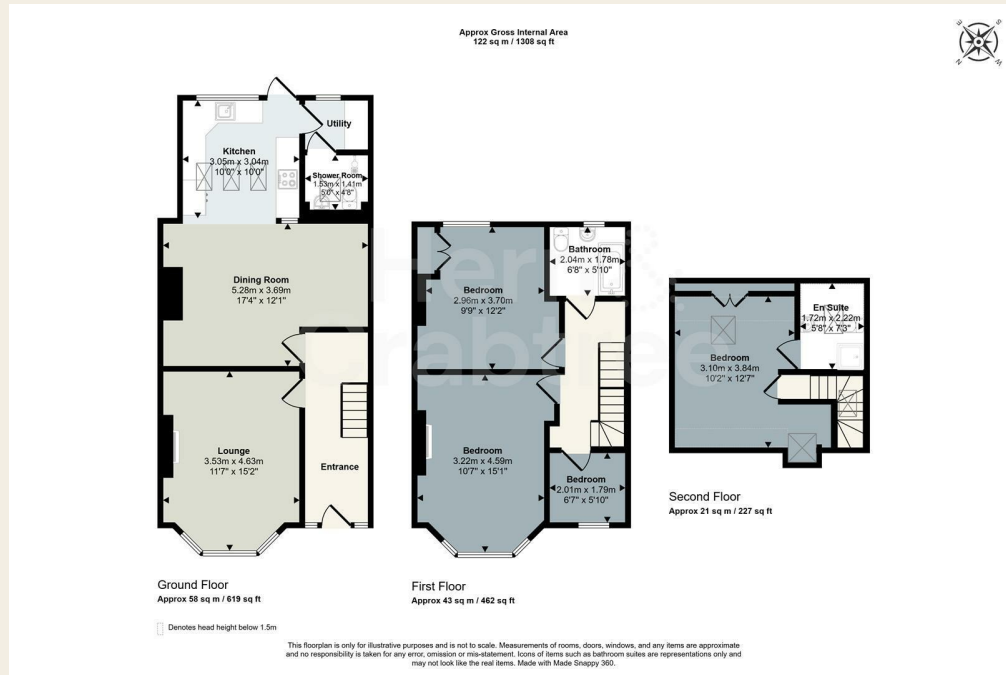 Approx Gross Internal Area
122 sq m / 1308 sq ft
E
S
N
W
Utility
Kitchen
3.05m x 3.04m
10'0" x 10'0"
Shower Room
1.53m x 1.41m
5'0" x 4'8"
Dining Room
5.28m x 3.69m
17'4" x 12'1"
Lounge
3.53m x 4.63m
11'7" x 15'2"
Entrance
Ground Floor
Approx 58 sq m / 619 sq ft
Denotes head height below 1.5m
Bathroom
2.04m x 1.78m
6'8" x 5'10"
Bedroom
2.96m x 3.70m
9'9" x 12'2"
Bedroom
3.22m x 4.59m
10'7" x 15'1"
Bedroom
2.01m x 1.79m
6'7" x 5'10"
First Floor
Approx 43 sq m / 462 sq ft
En Suite
1.72m x 2.22m
5'8" x 7'3"
Bedroom
3.10m x 3.84m
10'2" x 12'7"
Second Floor
Approx 21 sq m / 227 sq ft
Crabtree
This floorplan is only for illustrative purposes and is not to scale. Measurements of rooms, doors, windows, and any items are approximate
and no responsibility is taken for any error, omission or mis-statement. Icons of items such as bathroom suites are representations only and
may not look like the real items. Made with Made Snappy 360.